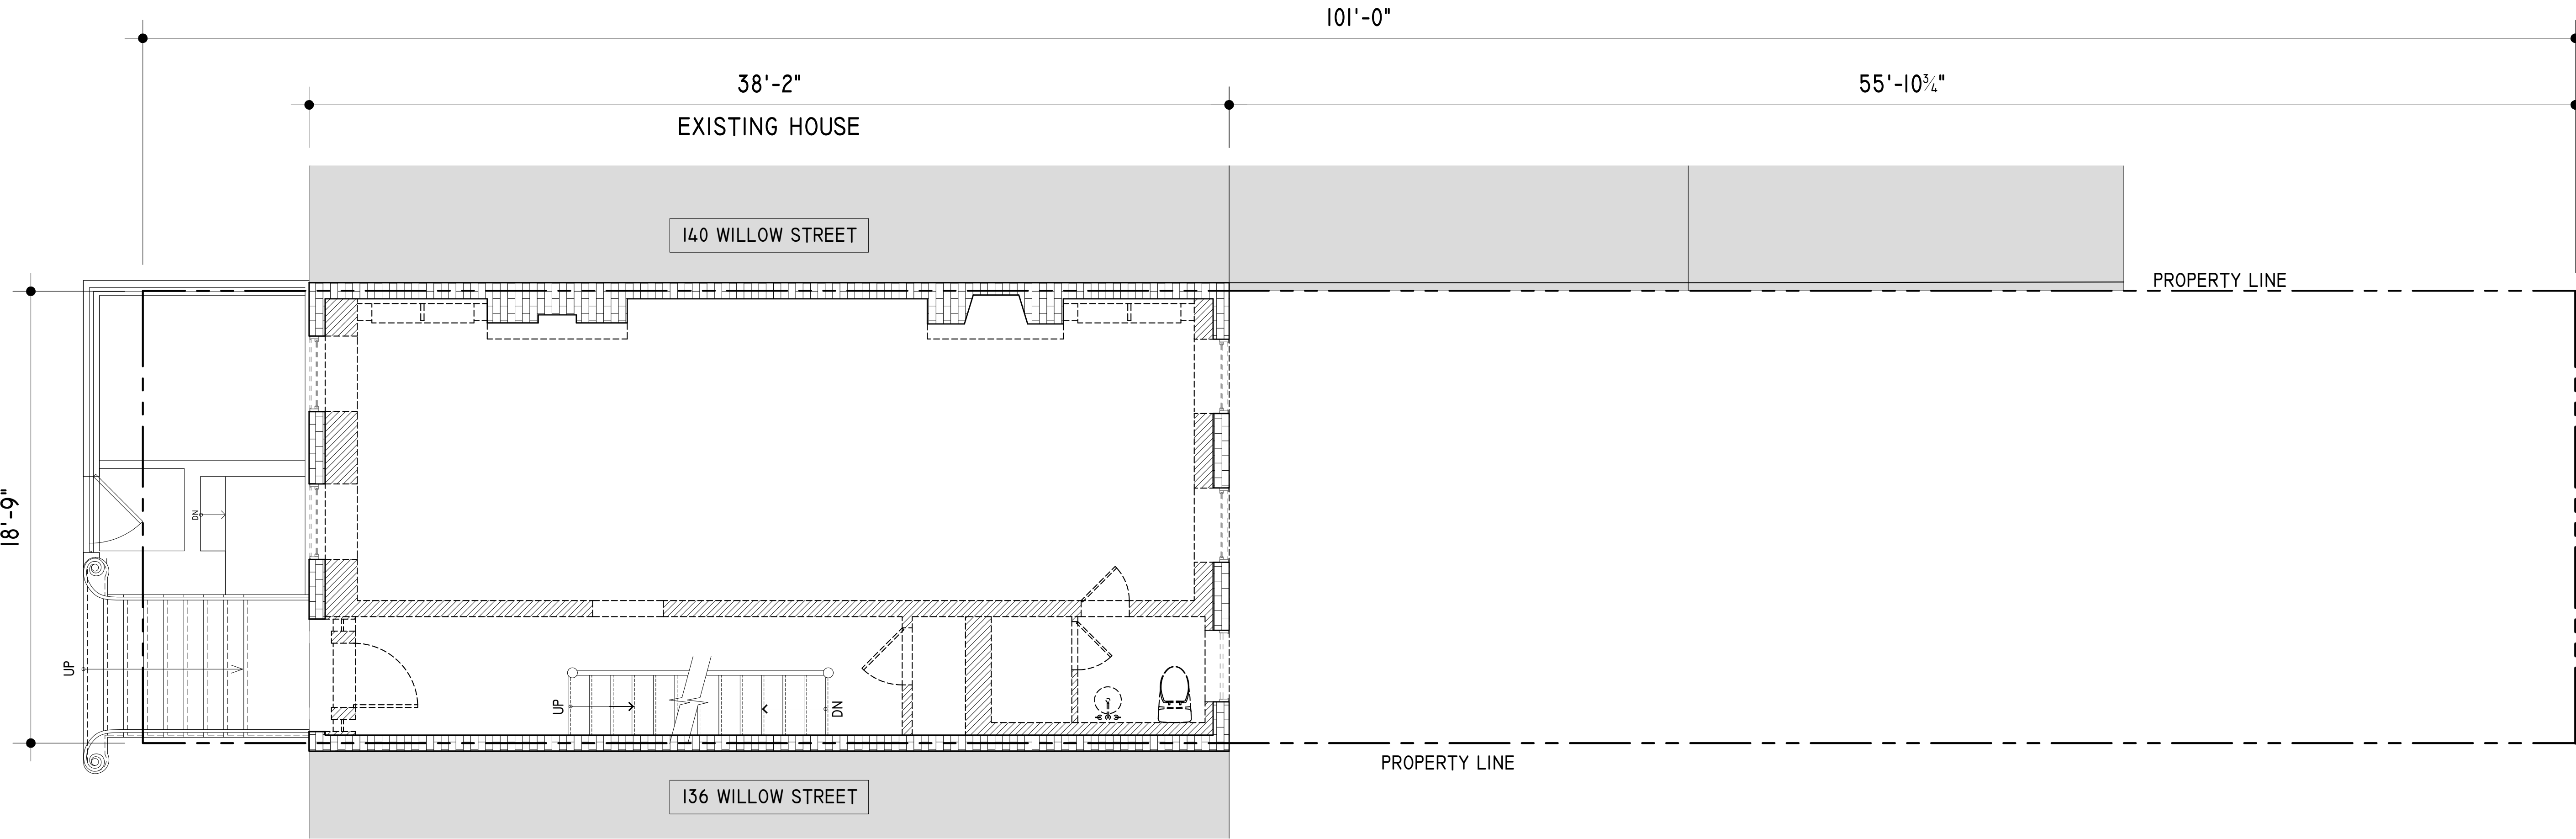 101'-0"
38'-2"
55'-10¾"
EXISTING HOUSE
140 WILLOW STREET
PROPERTY LINE
18'-9"
DN
UP
UP
DN
PROPERTY LINE
136 WILLOW STREET